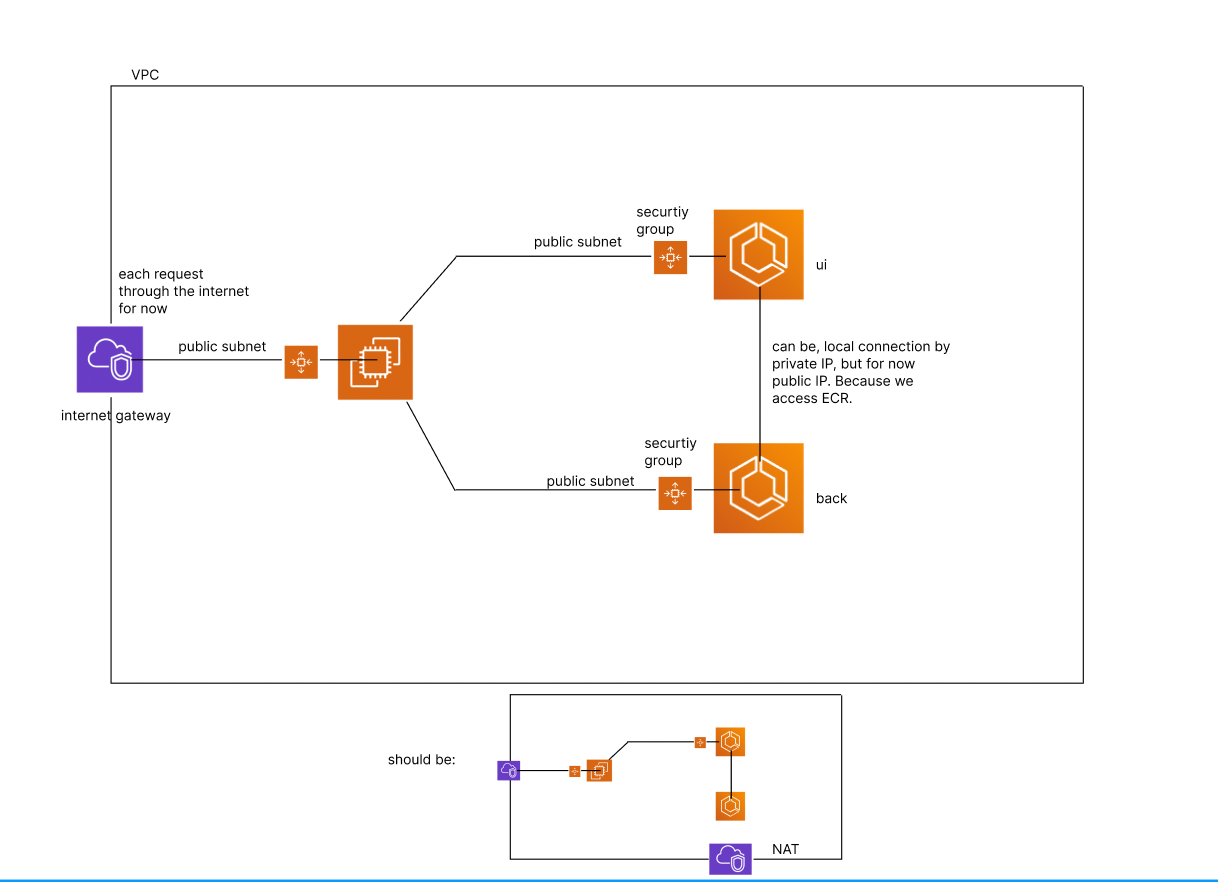 VPC
securtiy
group
public subnet
ui
each request
through the internet
for now
public subnet
internet gateway
can be, local connection by
private IP, but for now
public IP. Because we
access ECR.
securtiy
group
public subnet
back
should be:
NAT